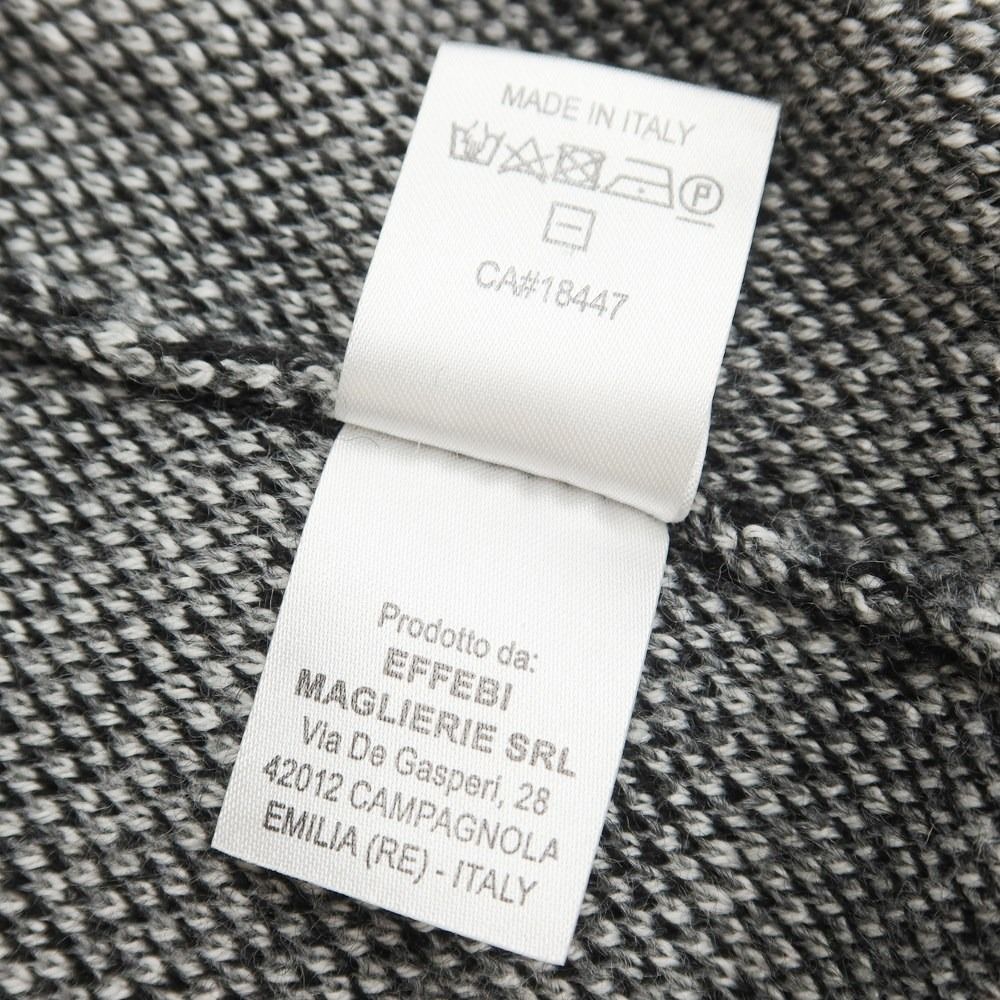 MADE IN ITALY
P
CA#18447
Prodotto da:
EFFEBI
MAGLIERIE SRL
Via De Gasperi, 28
42012 CAMPAGNOLA
EMILIA (RE) - ITALY